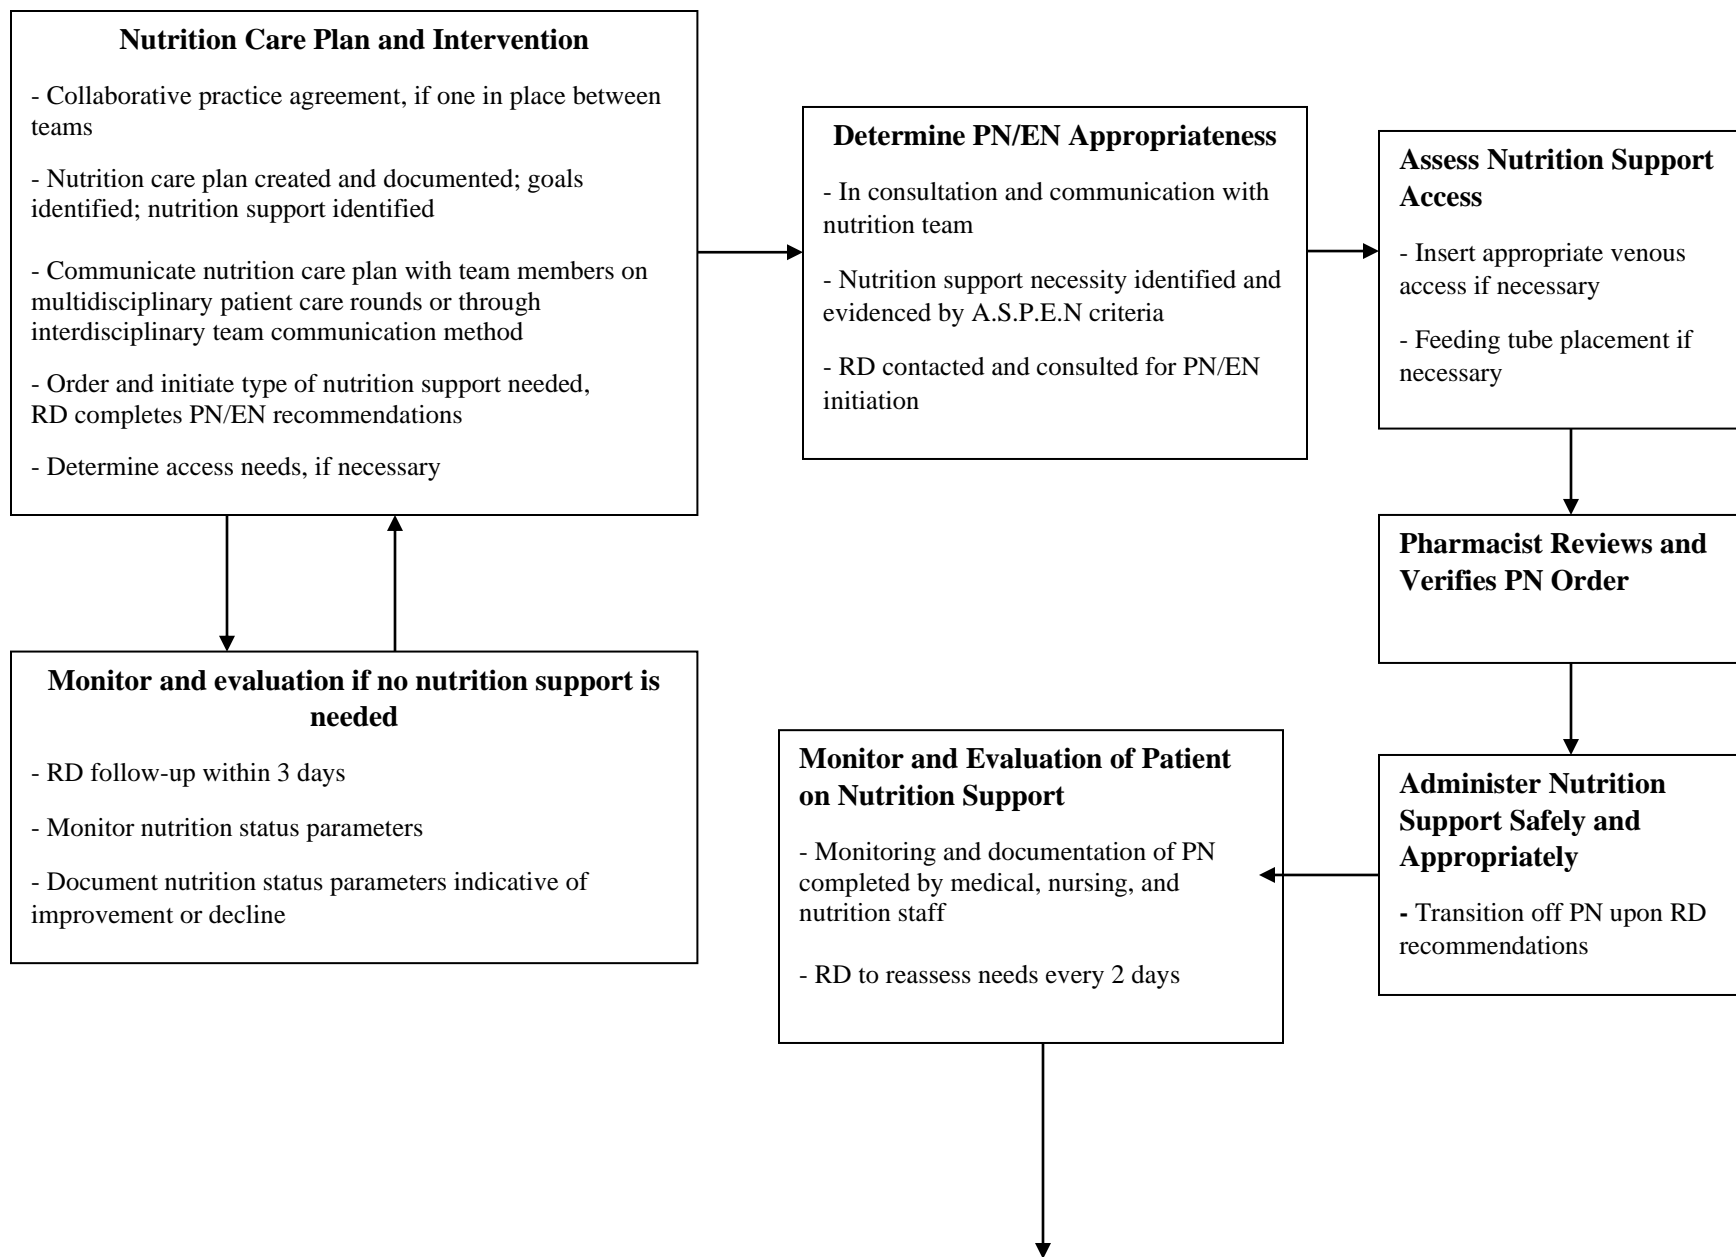 Nutrition Care Plan and Intervention
- Collaborative practice agreement, if one in place between
teams
- Nutrition care plan created and documented; goals
identified; nutrition support identified
- Communicate nutrition care plan with team members on
multidisciplinary patient care rounds or through
interdisciplinary team communication method
- Order and initiate type of nutrition support needed,
RD completes PN/EN recommendations
- Determine access needs, if necessary
Determine PN/EN Appropriateness
- In consultation and communication with
nutrition team
- Nutrition support necessity identified and
evidenced by A.S.P.E.N criteria
- RD contacted and consulted for PN/EN
initiation
Assess Nutrition Support
Access
- Insert appropriate venous
access if necessary
- Feeding tube placement if
necessary
Pharmacist Reviews and
Verifies PN Order
Monitor and evaluation if no nutrition support is
needed
- RD follow-up within 3 days
- Monitor nutrition status parameters
- Document nutrition status parameters indicative of
improvement or decline
Monitor and Evaluation of Patient
on Nutrition Support
- Monitoring and documentation of PN
completed by medical, nursing, and
nutrition staff
- RD to reassess needs every 2 days
Administer Nutrition
Support Safely and
Appropriately
- Transition off PN upon RD
recommendations